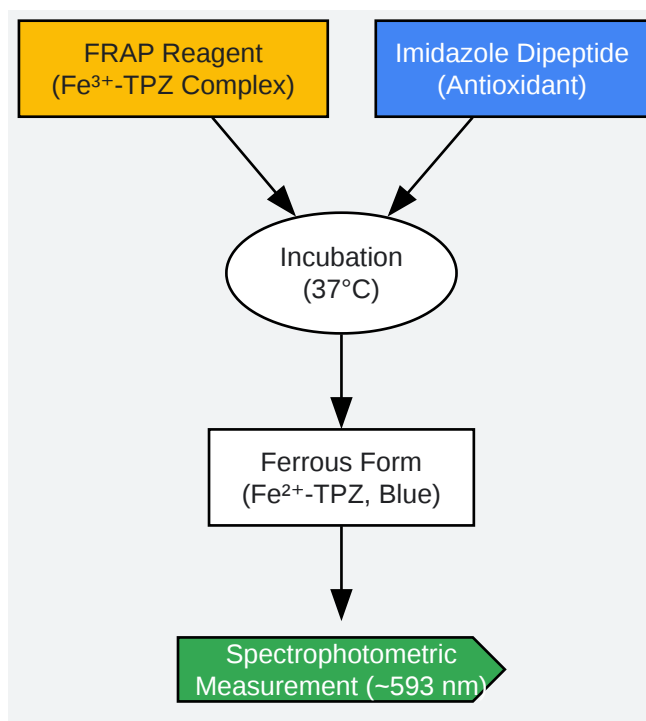 FRAP Reagent
(Fe³⁺-TPZ Complex)
Imidazole Dipeptide
(Antioxidant)
Incubation
(37°C)
Ferrous Form
(Fe²⁺-TPZ, Blue)
Spectrophotometric
Measurement (~593 nm)